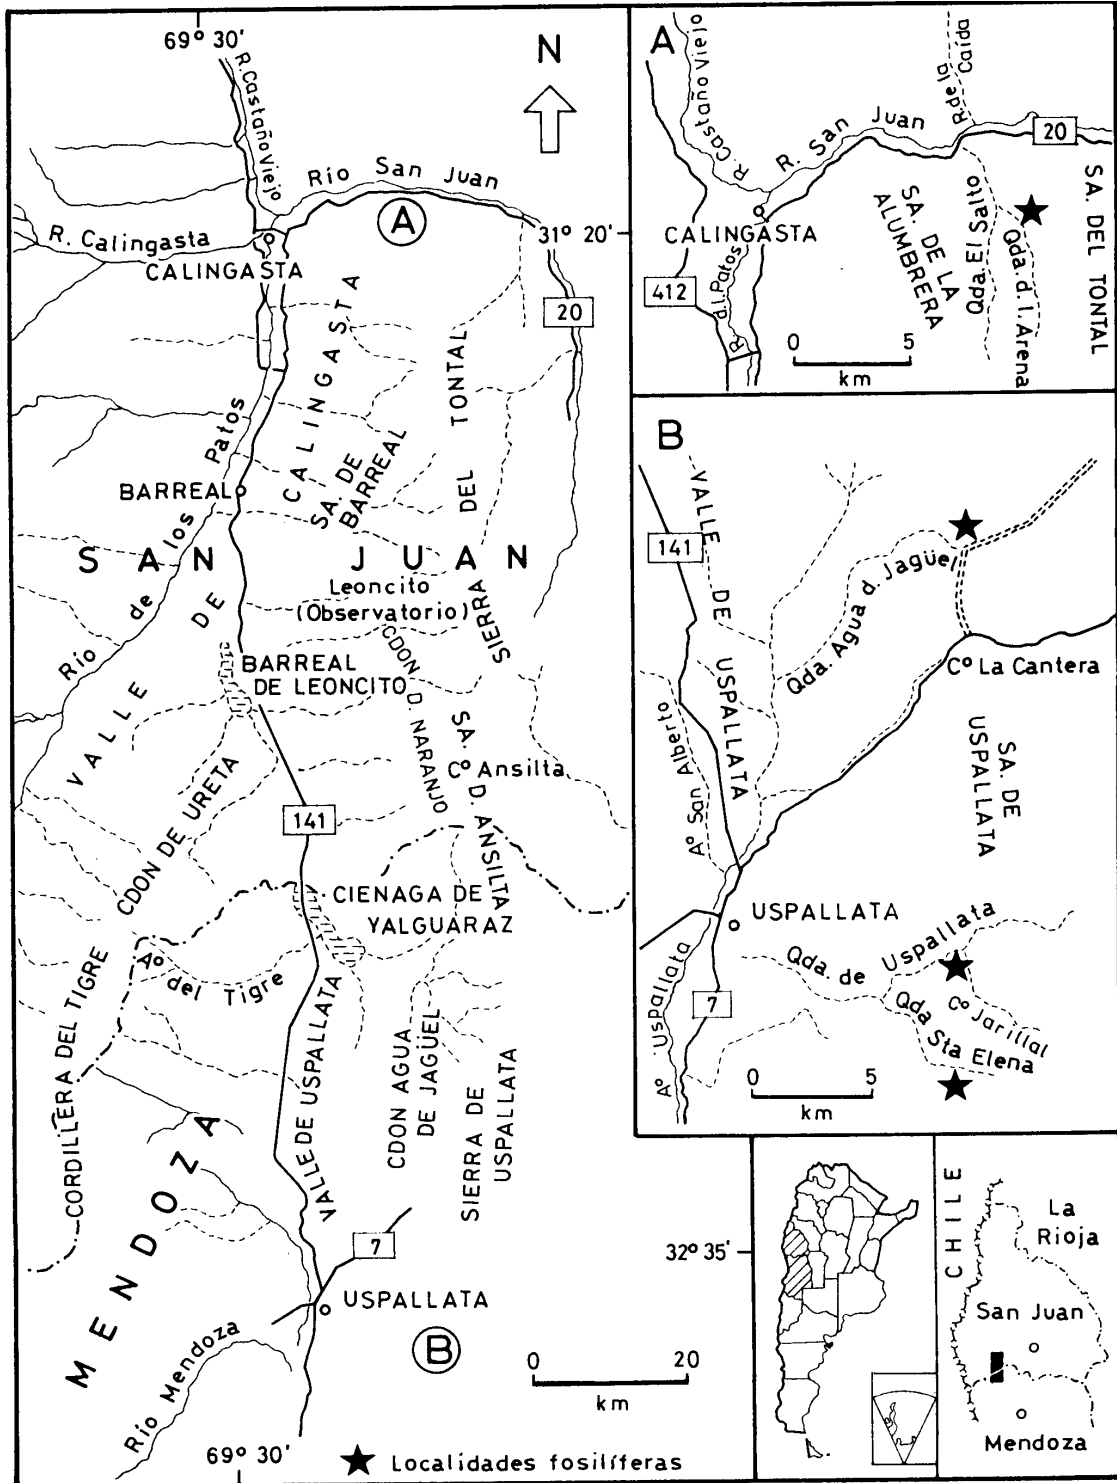 69° 30'
N
R. Castaño Viejo
Río San Juan
A
R. Calingasta
CALINGASTA
31° 20'
20
CALINGASTA
SA. DE
BARREAL
TONTAL
DEL
SIERRA
Río de los Patos
BARREAL
SAN JUAN
Leoncito
(Observatorio)
VALLE DE
BARREAL
DE LEONCITO
CDON D. NARANJO
SA. D. ANSILTA
Cº Ansilta
141
CDON DE URETA
CIENAGA DE
YALGUARAZ
Aº del Tigre
CORDILLERA DEL TIGRE
VALLE DE USPALLATA
CDON AGUA
DE JAGÜEL
SIERRA DE
USPALLATA
MENDOZA
7
32° 35'
USPALLATA
B
Río Mendoza
0 20
km
69° 30'
★ Localidades fosilíferas
A
R. Castaño Viejo
R. de la
Caída
R. San Juan
20
CALINGASTA
SA. DE LA
ALUMBRERA
Qda. El Salto
Qda. d. l. Arena
SA. DEL TONTAL
412
R. d. l. Patos
0 5
km
B
VALLE DE USPALLATA
141
Qda. Agua d. Jagüel
Cº La Cantera
Aº San Alberto
SA. DE
USPALLATA
USPALLATA
Qda. de Uspallata
Cº Jarillal
Qda Sta Elena
7
Aº Uspallata
0 5
km
CHILE
La
Rioja
San Juan
Mendoza